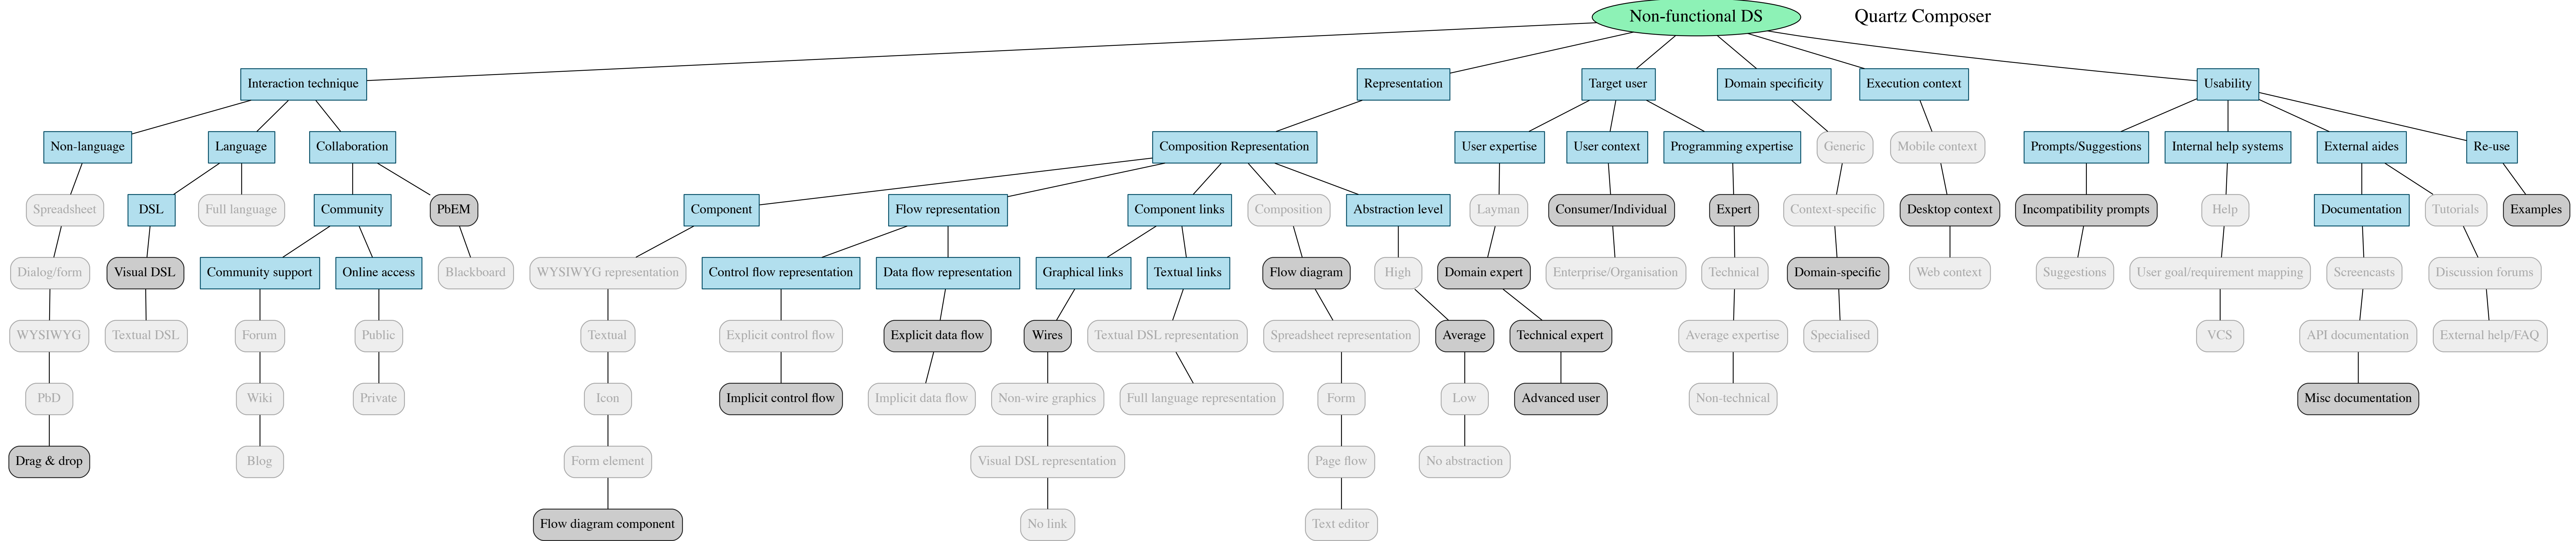 Non-functional DS
Quartz Composer
Interaction technique
Representation
Target user
Domain specificity
Execution context
Usability
Non-language
Language
Collaboration
Composition Representation
User expertise
User context
Programming expertise
Generic
Mobile context
Prompts/Suggestions
Internal help systems
External aides
Re-use
Spreadsheet
DSL
Full language
Community
PbEM
Component
Flow representation
Component links
Composition
Abstraction level
Layman
Consumer/Individual
Expert
Context-specific
Desktop context
Incompatibility prompts
Help
Documentation
Tutorials
Examples
Dialog/form
Visual DSL
Community support
Online access
Blackboard
WYSIWYG representation
Control flow representation
Data flow representation
Graphical links
Textual links
Flow diagram
High
Domain expert
Enterprise/Organisation
Technical
Domain-specific
Web context
Suggestions
User goal/requirement mapping
Screencasts
Discussion forums
WYSIWYG
Textual DSL
Forum
Public
Textual
Explicit control flow
Explicit data flow
Wires
Textual DSL representation
Spreadsheet representation
Average
Technical expert
Average expertise
Specialised
VCS
API documentation
External help/FAQ
PbD
Wiki
Private
Icon
Implicit control flow
Implicit data flow
Non-wire graphics
Full language representation
Form
Low
Advanced user
Non-technical
Misc documentation
Drag & drop
Blog
Form element
Visual DSL representation
Page flow
No abstraction
Flow diagram component
No link
Text editor